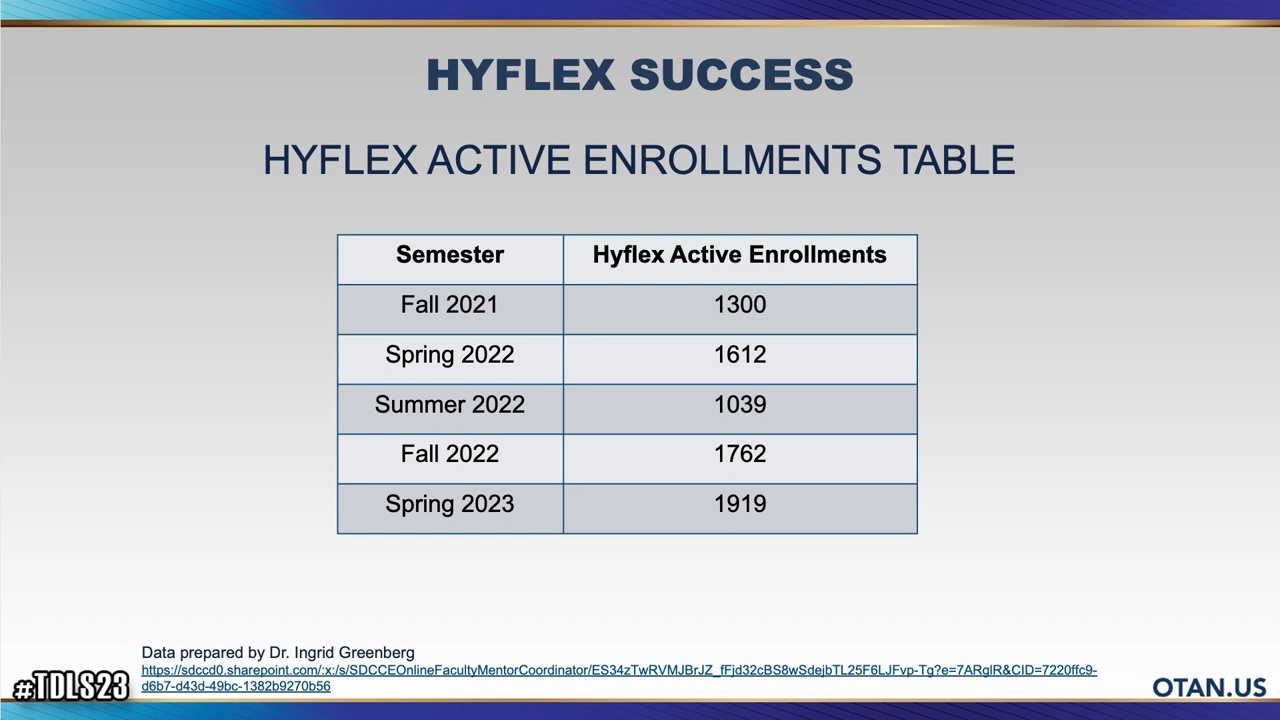 HYFLEX SUCCESS
HYFLEX ACTIVE ENROLLMENTS TABLE
Semester Hyflex Active Enrollments
Fall 2021 1300
Spring 2022 1612
Summer 2022 1039
Fall 2022 1762
Spring 2023 1919
Data prepared by Dr. Ingrid Greenberg
https://sdccd0.sharepoint.com/:x:/s/SDCCEOnlineFacultyMentorCoordinator/ES34zTwRVMJBrJZ_fFjd32cBS8wSdejbTL25F6LJFvp-Tg?e=7ARglR&CID=7220ffc9-
d6b7-d43d-49bc-1382b9270b56
#TDLS23
OTAN.US